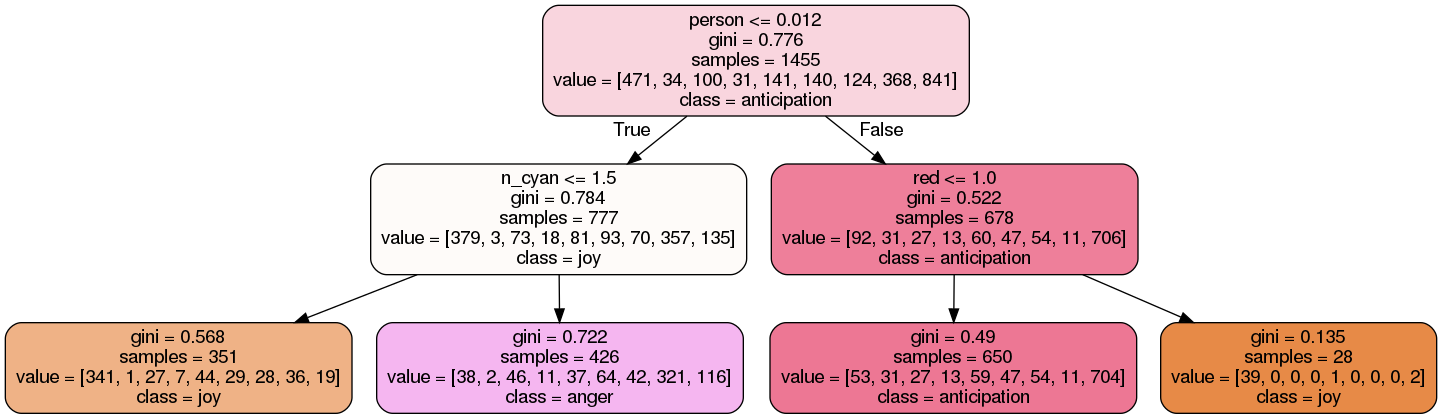 person <= 0.012
gini = 0.776
samples = 1455
value = [471, 34, 100, 31, 141, 140, 124, 368, 841]
class = anticipation
True
False
n_cyan <= 1.5
gini = 0.784
samples = 777
value = [379, 3, 73, 18, 81, 93, 70, 357, 135]
class = joy
red <= 1.0
gini = 0.522
samples = 678
value = [92, 31, 27, 13, 60, 47, 54, 11, 706]
class = anticipation
gini = 0.568
samples = 351
value = [341, 1, 27, 7, 44, 29, 28, 36, 19]
class = joy
gini = 0.722
samples = 426
value = [38, 2, 46, 11, 37, 64, 42, 321, 116]
class = anger
gini = 0.49
samples = 650
value = [53, 31, 27, 13, 59, 47, 54, 11, 704]
class = anticipation
gini = 0.135
samples = 28
value = [39, 0, 0, 0, 1, 0, 0, 0, 2]
class = joy